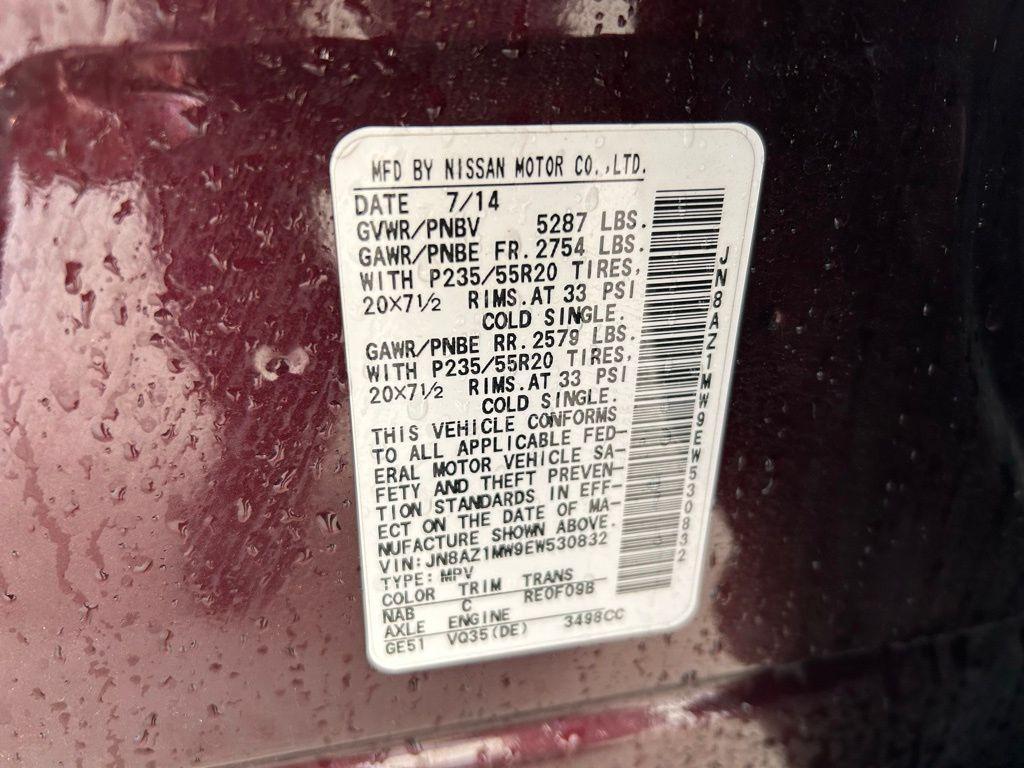 MFD BY NISSAN MOTOR CO.,LTD.
DATE 7/14
GVWR/PNBV 5287 LBS.
GAWR/PNBE FR. 2754 LBS.
WITH P235/55R20 TIRES,
20X7 1/2 RIMS.AT 33 PSI
COLD SINGLE.
GAWR/PNBE RR. 2579 LBS.
WITH P235/55R20 TIRES,
20X7 1/2 RIMS.AT 33 PSI
COLD SINGLE.
THIS VEHICLE CONFORMS
TO ALL APPLICABLE FED-
ERAL MOTOR VEHICLE SA-
FETY AND THEFT PREVEN-
TION STANDARDS IN EFF-
ECT ON THE DATE OF MA-
NUFACTURE SHOWN ABOVE.
VIN: JN8AZ1MW9EW530832
TYPE: MPV
COLOR TRIM TRANS
NAB C RE0F09B
AXLE ENGINE
GE51 VQ35(DE) 3498CC
JN8AZ1MW9EW530832